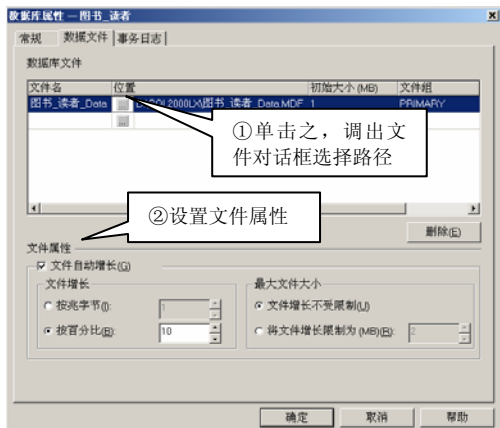 数据库属性 — 图书_读者
常规 数据文件 事务日志
数据库文件
文件名 位置 初始大小 (MB) 文件组
图书_读者_Data D:\SQL2000LX\图书_读者_Data.MDF 1 PRIMARY
①单击之，调出文
件对话框选择路径
②设置文件属性
删除(E)
文件属性
文件自动增长(G)
文件增长 最大文件大小
按兆字节(I): 1 文件增长不受限制(U)
按百分比(B): 10 将文件增长限制为 (MB)(R): 2
确定 取消 帮助